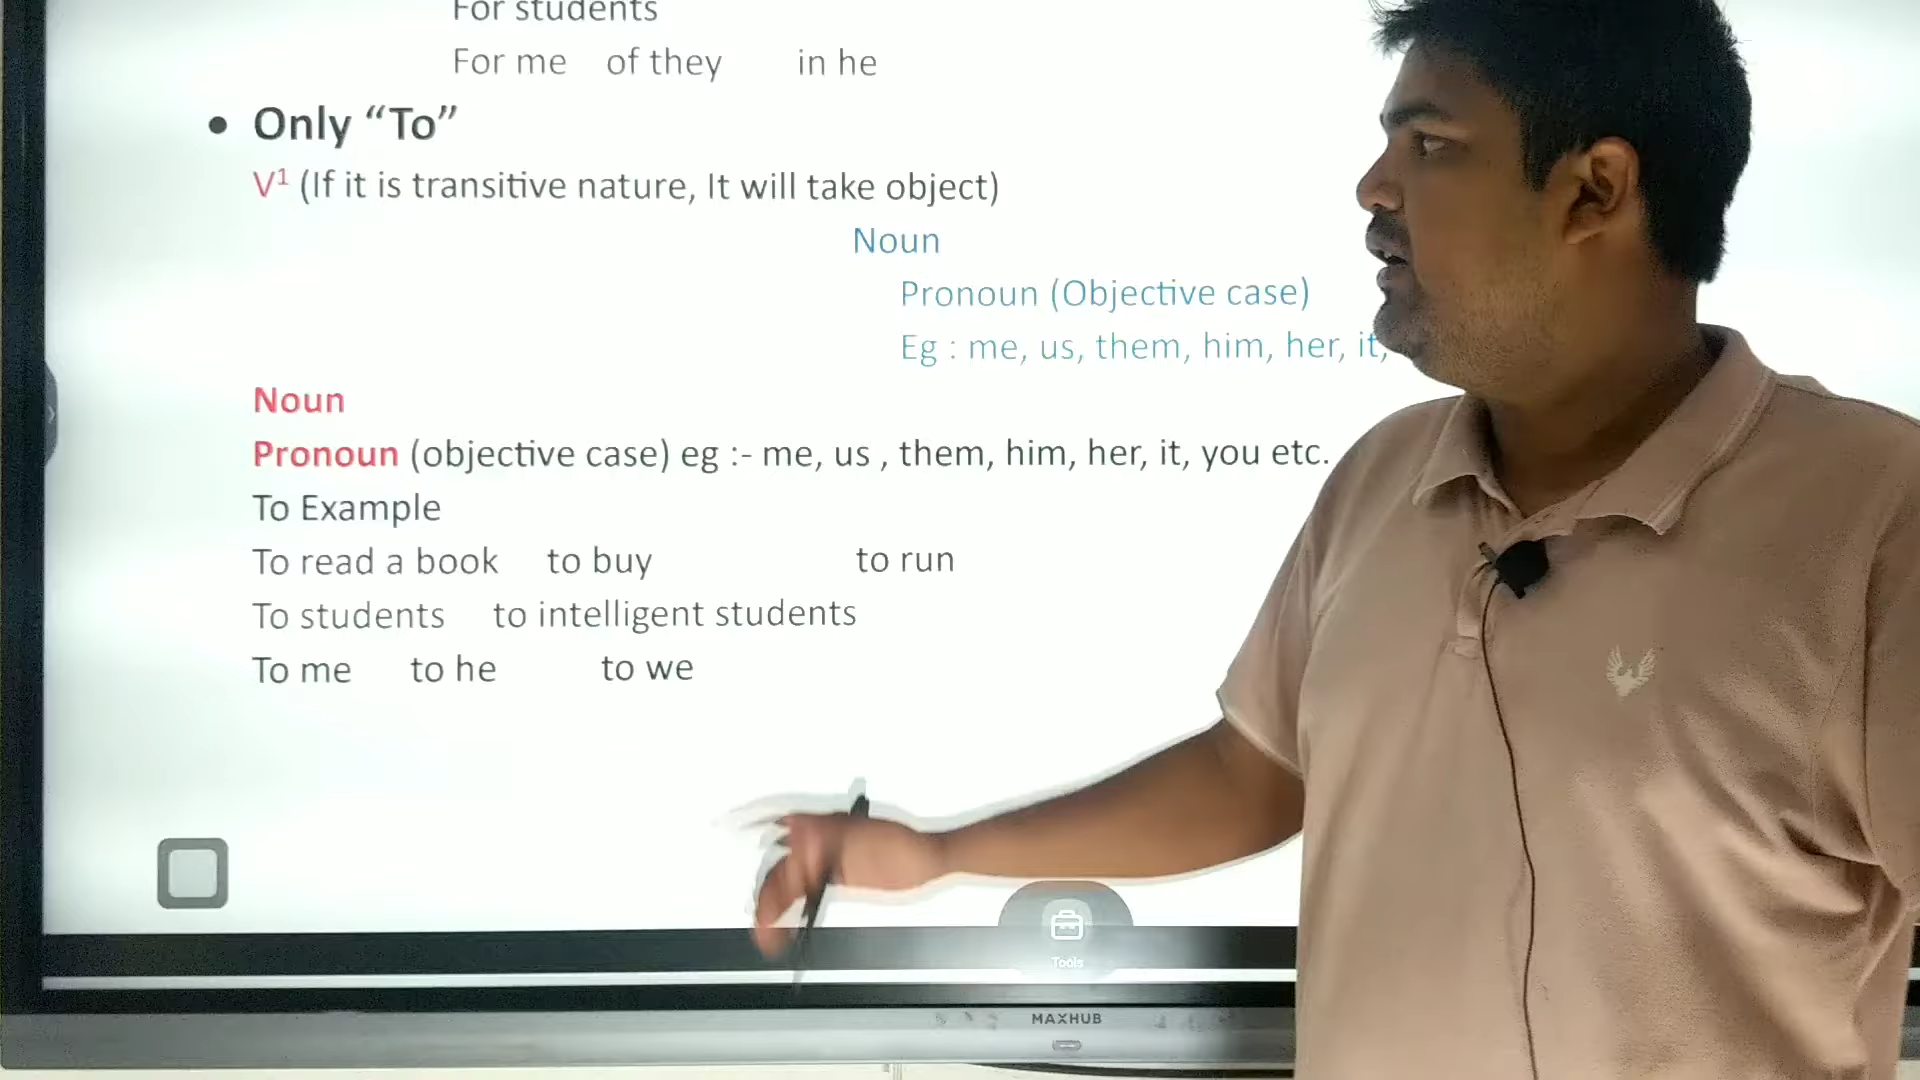 For students
For me of they in he
• Only “To”
V¹ (If it is transitive nature, It will take object)
Noun
Pronoun (Objective case)
Eg : me, us, them, him, her, it,
Noun
Pronoun (objective case) eg :- me, us , them, him, her, it, you etc.
To Example
To read a book to buy to run
To students to intelligent students
To me to he to we
Tools
MAXHUB